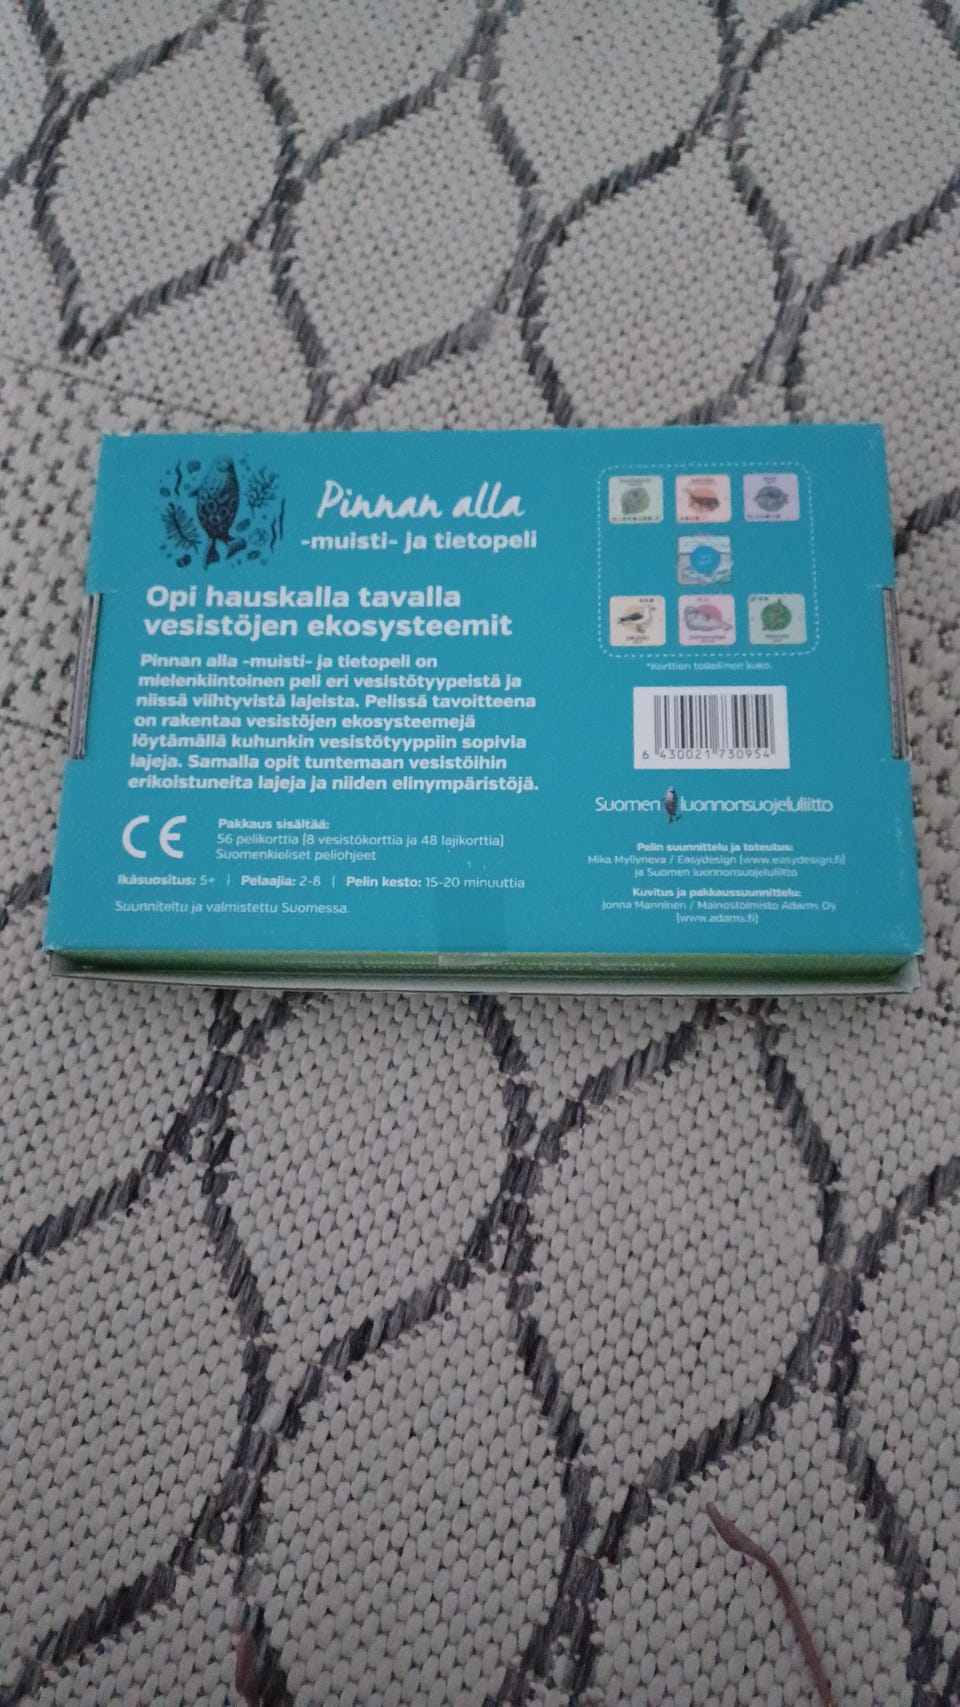 Pinnan alla
-muisti- ja tietopeli
Opi hauskalla tavalla
vesistöjen ekosysteemit
Pinnan alla -muisti- ja tietopeli on
mielenkiintoinen peli eri vesistötyypeistä ja
niissä viihtyvistä lajeista. Pelissä tavoitteena
on rakentaa vesistöjen ekosysteemejä
löytämällä kuhunkin vesistötyyppiin sopivia
lajeja. Samalla opit tuntemaan vesistöihin
erikoistuneita lajeja ja niiden elinympäristöjä.
CE
Pakkaus sisältää:
56 pelikorttia (8 vesistökorttia ja 48 lajikorttia)
Suomenkieliset peliohjeet
Ikäsuositus: 5+ | Pelaajia: 2-8 | Pelin kesto: 15-20 minuuttia
Suunniteltu ja valmistettu Suomessa.
*Korttien todellinen koko.
6 430021 730954
Suomen luonnonsuojeluliitto
Pelin suunnittelu ja toteutus:
Mika Myllyneva / Easydesign (www.easydesign.fi)
ja Suomen luonnonsuojeluliitto
Kuvitus ja pakkaussuunnittelu:
Jonna Manninen / Mainostoimisto Adams Oy
(www.adams.fi)